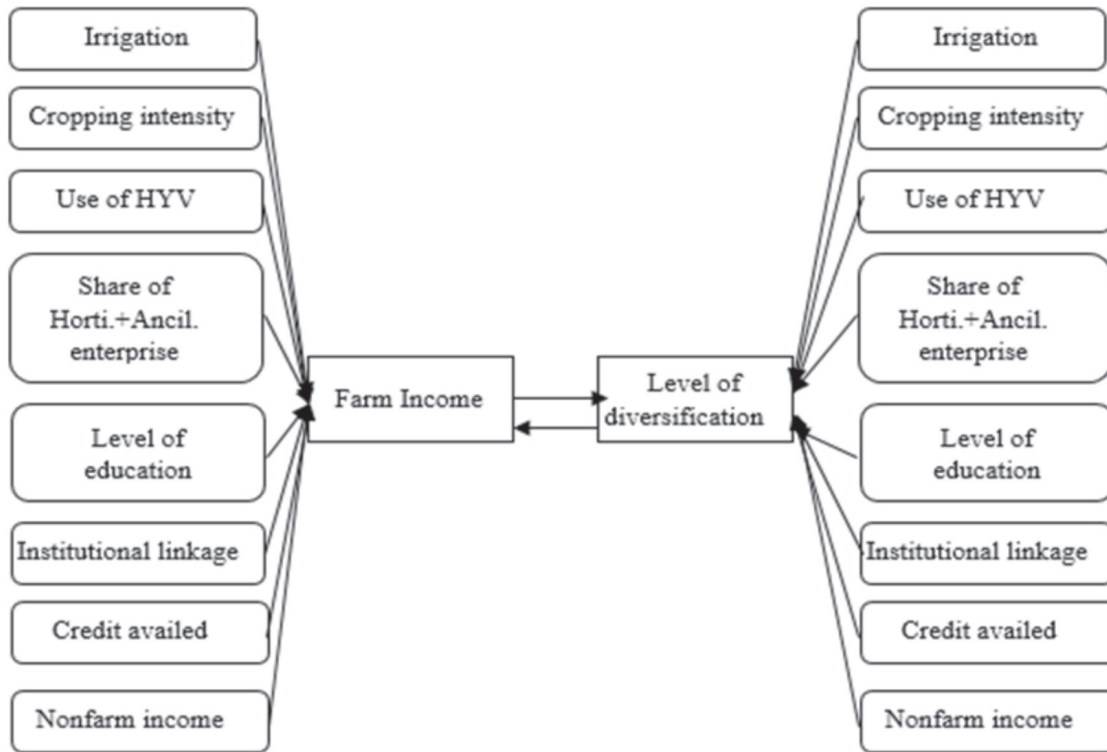 Irrigation
Cropping intensity
Use of HYV
Share of
Horti.+Ancil.
enterprise
Level of
education
Institutional linkage
Credit availed
Nonfarm income
Farm Income
Level of
diversification
Irrigation
Cropping intensity
Use of HYV
Share of
Horti.+Ancil.
enterprise
Level of
education
Institutional linkage
Credit availed
Nonfarm income